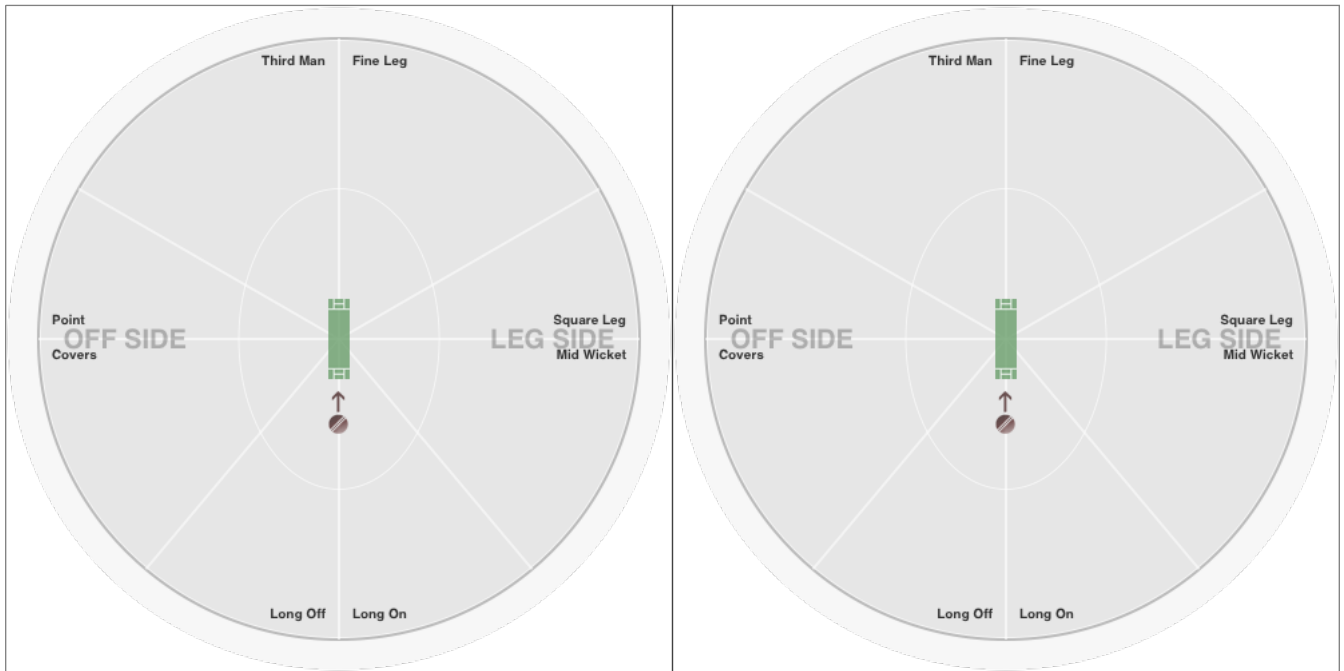 Third Man Fine Leg
Point Square Leg
OFF SIDE LEG SIDE
Covers Mid Wicket
Long Off Long On
Third Man Fine Leg
Point Square Leg
OFF SIDE LEG SIDE
Covers Mid Wicket
Long Off Long On